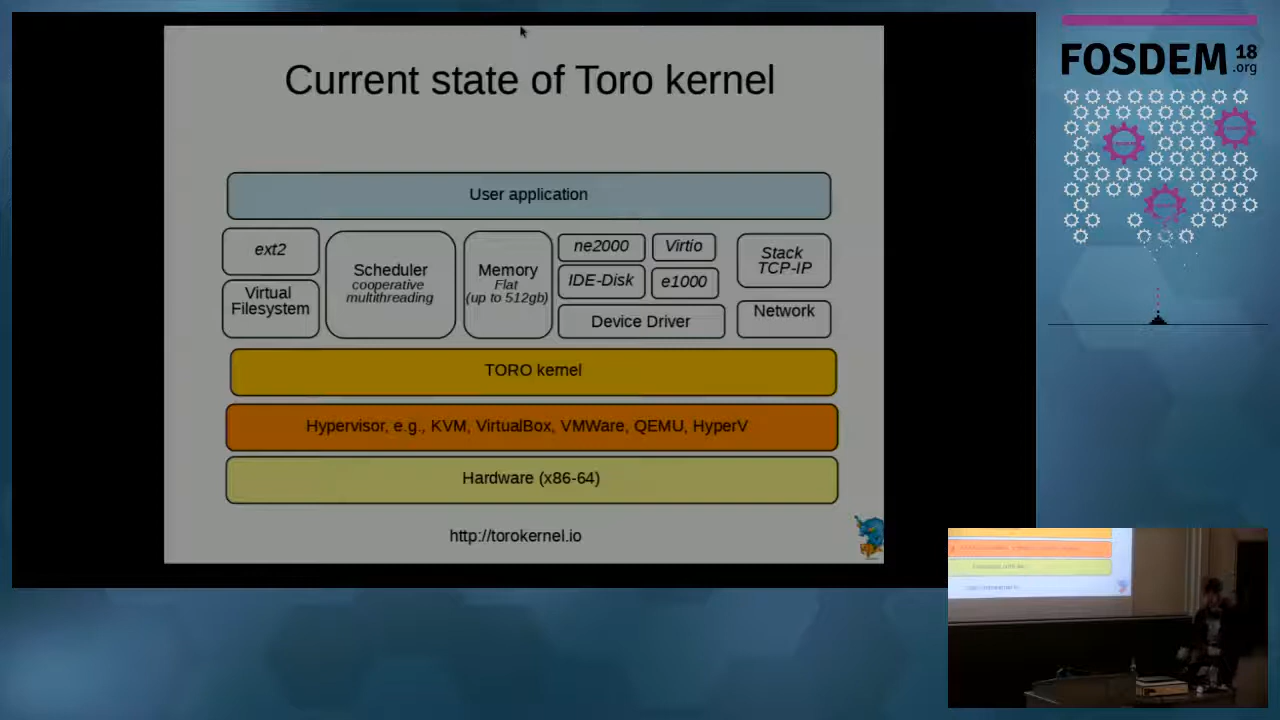 Current state of Toro kernel
User application
ext2
Virtual
Filesystem
Scheduler
cooperative
multithreading
Memory
Flat
(up to 512gb)
ne2000
Virtio
IDE-Disk
e1000
Device Driver
Stack
TCP-IP
Network
TORO kernel
Hypervisor, e.g., KVM, VirtualBox, VMWare, QEMU, HyperV
Hardware (x86-64)
http://torokernel.io
FOSDEM 18
.org